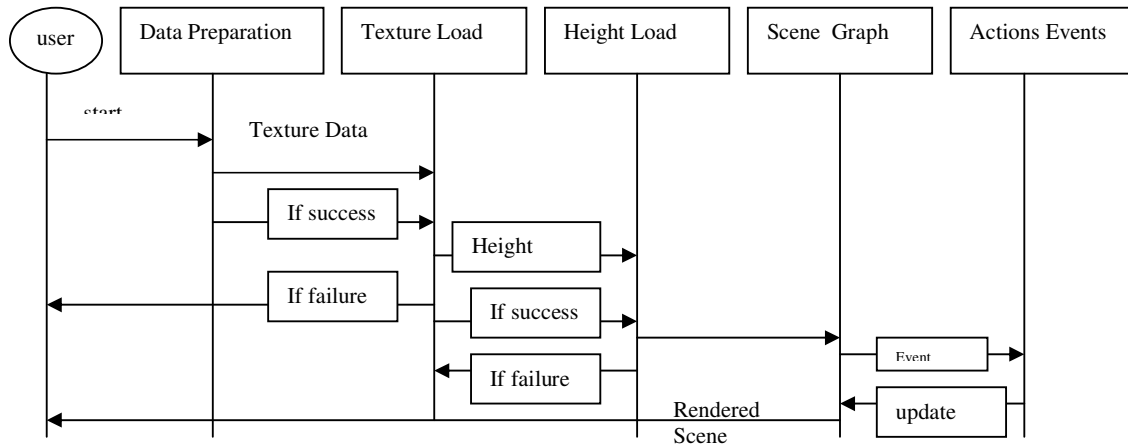 user
Data Preparation
Texture Load
Height Load
Scene Graph
Actions Events
start
Texture Data
If success
Height
If failure
If success
Event
If failure
update
Rendered
Scene